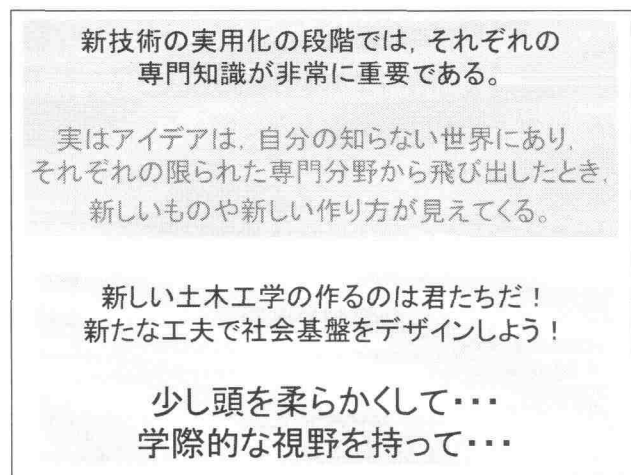 新技術の実用化の段階では，それぞれの
専門知識が非常に重要である。
実はアイデアは，自分の知らない世界にあり，
それぞれの限られた専門分野から飛び出したとき，
新しいものや新しい作り方が見えてくる。
新しい土木工学の作るのは君たちだ！
新たな工夫で社会基盤をデザインしよう！
少し頭を柔らかくして・・・
学際的な視野を持って・・・